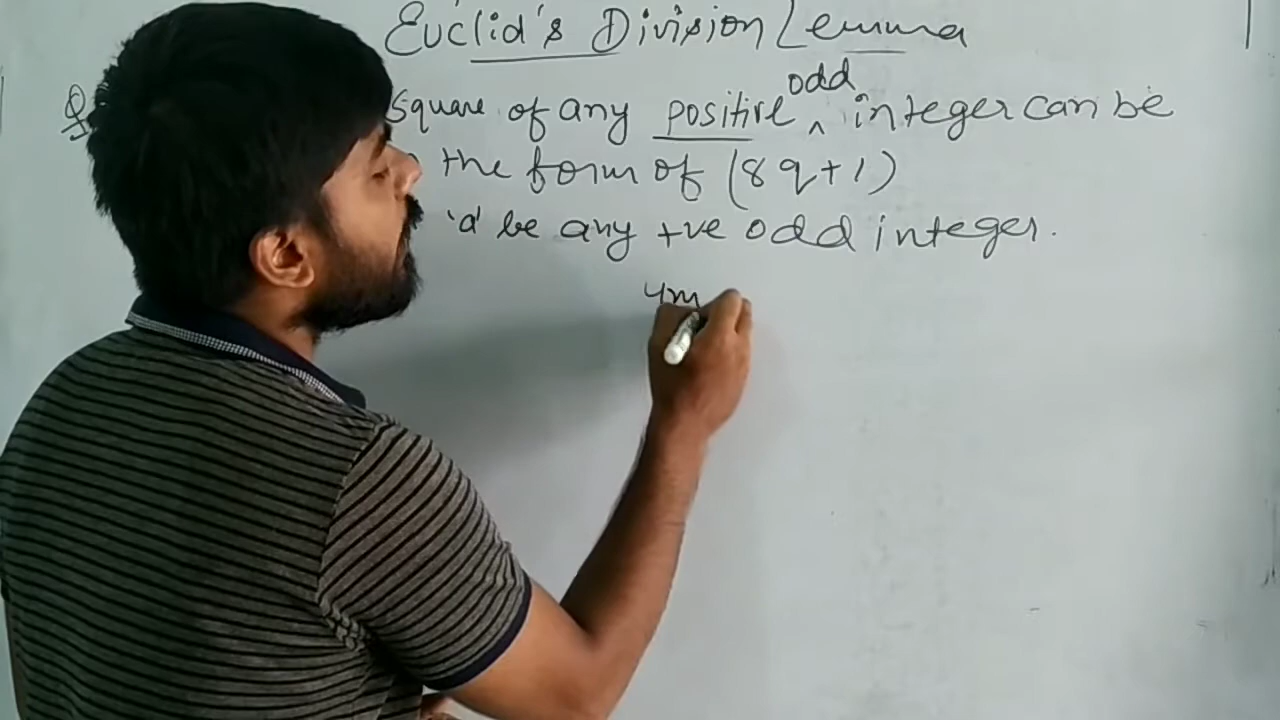 Euclid's Division Lemma
Q square of any positive ^ odd integer can be
the form of (8q+1)
'a' be any +ve odd integer.
4m